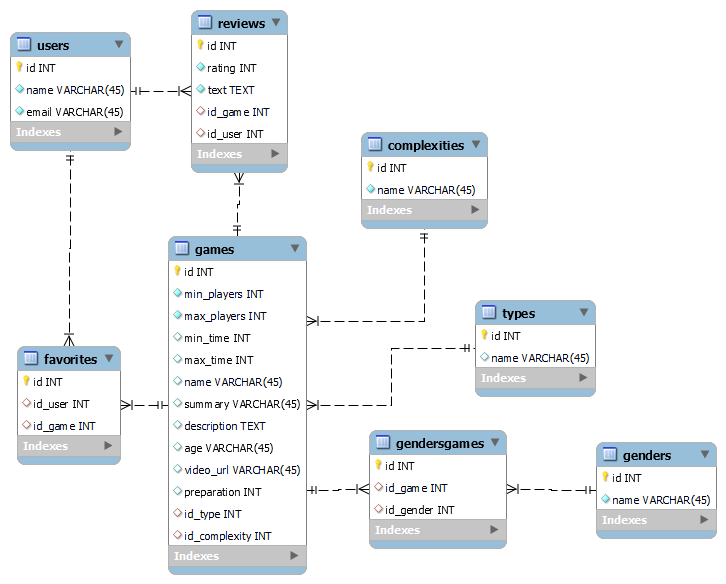 users
id INT
name VARCHAR(45)
email VARCHAR(45)
Indexes
reviews
id INT
rating INT
text TEXT
id_game INT
id_user INT
Indexes
complexities
id INT
name VARCHAR(45)
Indexes
games
id INT
min_players INT
max_players INT
min_time INT
max_time INT
name VARCHAR(45)
summary VARCHAR(45)
description TEXT
age VARCHAR(45)
video_url VARCHAR(45)
preparation INT
id_type INT
id_complexity INT
Indexes
types
id INT
name VARCHAR(45)
Indexes
favorites
id INT
id_user INT
id_game INT
Indexes
gendersgames
id INT
id_game INT
id_gender INT
Indexes
genders
id INT
name VARCHAR(45)
Indexes